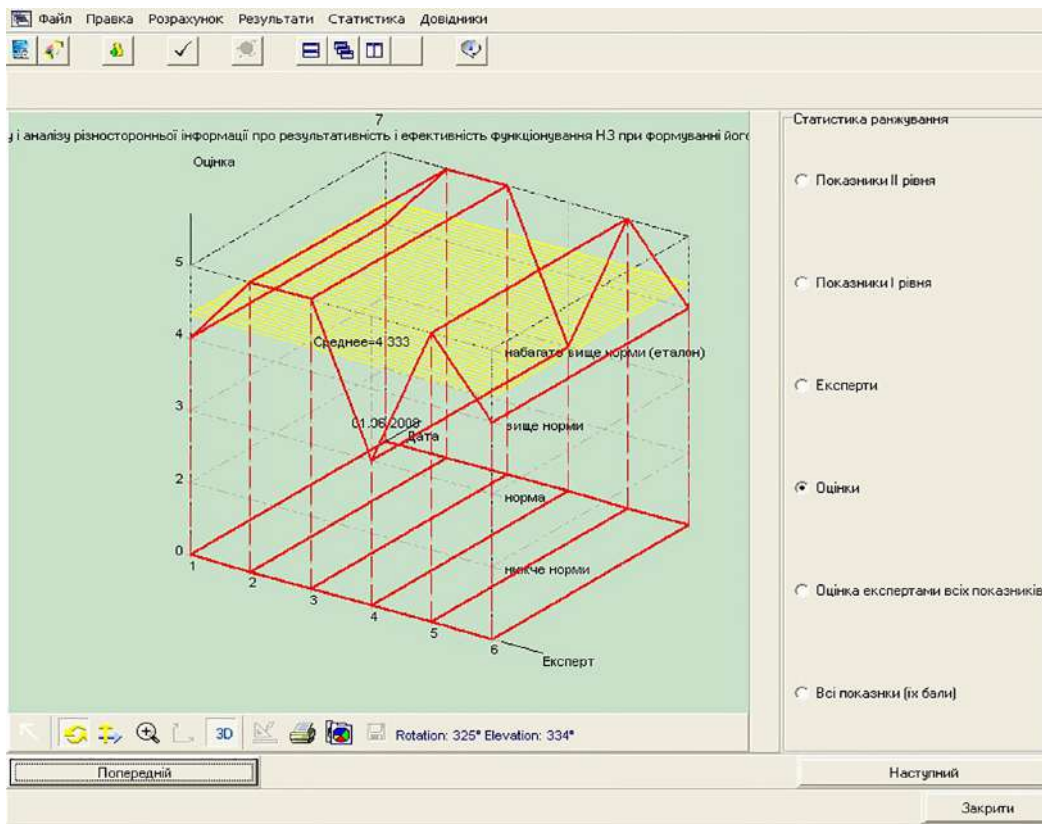 Файл Правка Розрахунок Результати Статистика Довідники
7
у і аналізу різносторонньої інформації про результативність і ефективність функціонування НЗ при формуванні його
Оцінка
5
4
3
2
0
Среднее=4,333
набагато вище норми (еталон)
01.06.2008
Дата
вище норми
норма
нижче норми
1
2
3
4
5
6
Експерт
Статистика ранжування
Показники II рівня
Показники I рівня
Експерти
Оцінки
Оцінка експертами всіх показників
Всі показнки (їх бали)
3D
Rotation: 325° Elevation: 334°
Попередній
Наступний
Закрити